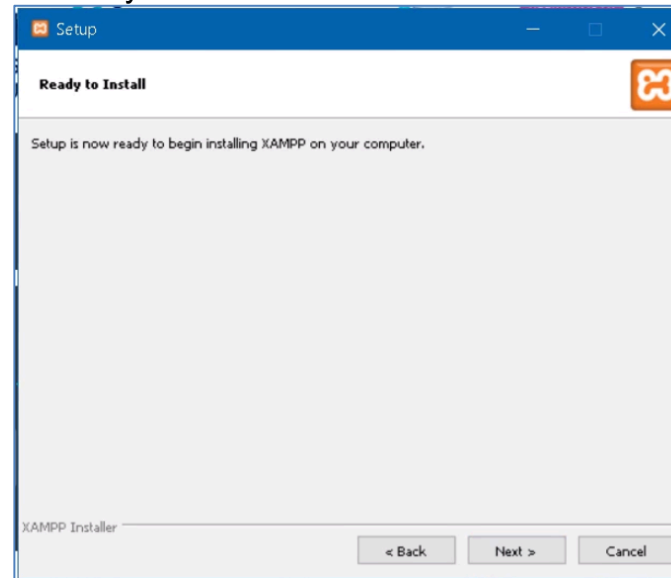 Setup
Ready to Install
Setup is now ready to begin installing XAMPP on your computer.
XAMPP Installer
< Back
Next >
Cancel